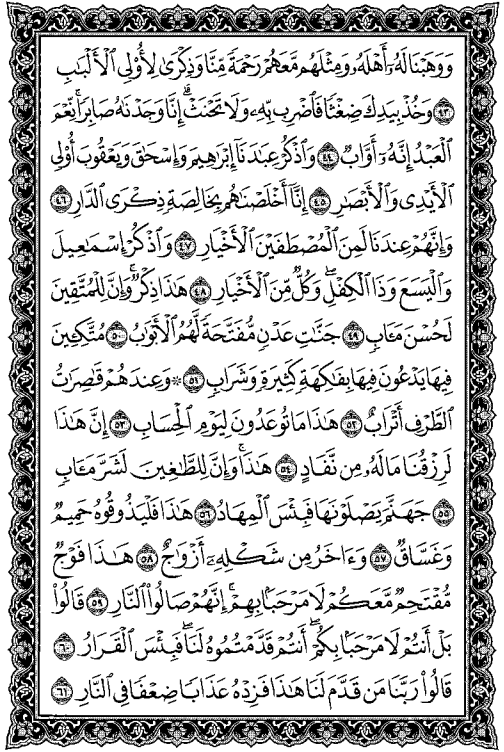 وَوَهَبۡنَا لَهُۥٓ أَهۡلَهُۥ وَمِثۡلَهُم مَّعَهُمۡ رَحۡمَةٗ مِّنَّا وَذِكۡرَىٰ لِأُوْلِي ٱلۡأَلۡبَٰبِ
٤٣ وَخُذۡ بِيَدِكَ ضِغۡثٗا فَٱضۡرِب بِّهِۦ وَلَا تَحۡنَثۡۗ إِنَّا وَجَدۡنَٰهُ صَابِرٗاۚ نِّعۡمَ
ٱلۡعَبۡدُ إِنَّهُۥٓ أَوَّابٞ ٤٤ وَٱذۡكُرۡ عِبَٰدَنَآ إِبۡرَٰهِيمَ وَإِسۡحَٰقَ وَيَعۡقُوبَ أُوْلِي
ٱلۡأَيۡدِي وَٱلۡأَبۡصَٰرِ ٤٥ إِنَّآ أَخۡلَصۡنَٰهُم بِخَالِصَةٖ ذِكۡرَى ٱلدَّارِ ٤٦
وَإِنَّهُمۡ عِندَنَا لَمِنَ ٱلۡمُصۡطَفَيۡنَ ٱلۡأَخۡيَارِ ٤٧ وَٱذۡكُرۡ إِسۡمَٰعِيلَ
وَٱلۡيَسَعَ وَذَا ٱلۡكِفۡلِۖ وَكُلّٞ مِّنَ ٱلۡأَخۡيَارِ ٤٨ هَٰذَا ذِكۡرٞۚ وَإِنَّ لِلۡمُتَّقِينَ
لَحُسۡنَ مَـَٔابٖ ٤٩ جَنَّٰتِ عَدۡنٖ مُّفَتَّحَةٗ لَّهُمُ ٱلۡأَبۡوَٰبُ ٥٠ مُتَّكِـِٔينَ
فِيهَا يَدۡعُونَ فِيهَا بِفَٰكِهَةٖ كَثِيرَةٖ وَشَرَابٖ ٥١ ۞ وَعِندَهُمۡ قَٰصِرَٰتُ
ٱلطَّرۡفِ أَتۡرَابٌ ٥٢ هَٰذَا مَا تُوعَدُونَ لِيَوۡمِ ٱلۡحِسَابِ ٥٣ إِنَّ هَٰذَا
لَرِزۡقُنَا مَا لَهُۥ مِن نَّفَادٍ ٥٤ هَٰذَاۚ وَإِنَّ لِلطَّٰغِينَ لَشَرَّ مَـَٔابٖ
٥٥ جَهَنَّمَ يَصۡلَوۡنَهَا فَبِئۡسَ ٱلۡمِهَادُ ٥٦ هَٰذَا فَلۡيَذُوقُوهُ حَمِيمٞ
وَغَسَّاقٞ ٥٧ وَءَاخَرُ مِن شَكۡلِهِۦٓ أَزۡوَٰجٌ ٥٨ هَٰذَا فَوۡجٞ
مُّقۡتَحِمٞ مَّعَكُمۡ لَا مَرۡحَبَۢا بِهِمۡۚ إِنَّهُمۡ صَالُواْ ٱلنَّارِ ٥٩ قَالُواْ
بَلۡ أَنتُمۡ لَا مَرۡحَبَۢا بِكُمۡۖ أَنتُمۡ قَدَّمۡتُمُوهُ لَنَاۖ فَبِئۡسَ ٱلۡقَرَارُ ٦٠
قَالُواْ رَبَّنَا مَن قَدَّمَ لَنَا هَٰذَا فَزِدۡهُ عَذَابٗا ضِعۡفٗا فِي ٱلنَّارِ ٦١